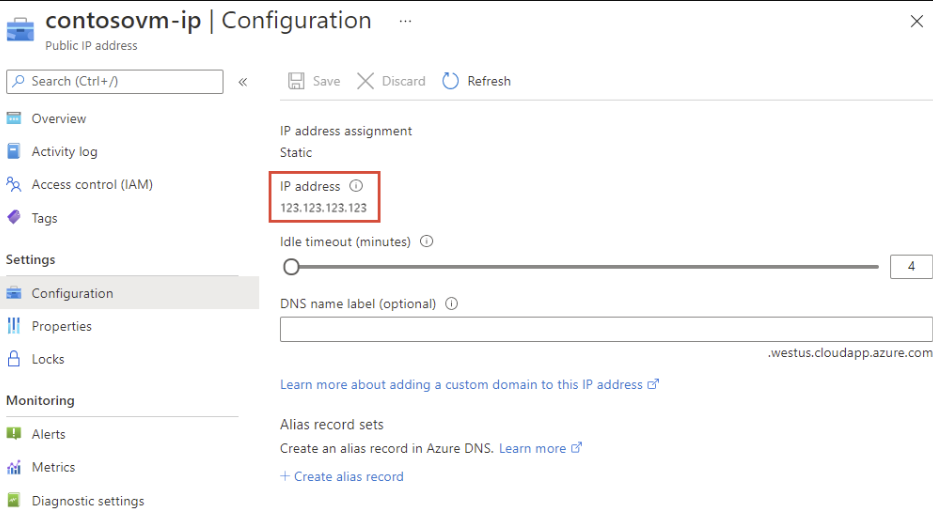 contosovm-ip | Configuration ...
Public IP address
Search (Ctrl+/)
«
Save
Discard
Refresh
Overview
Activity log
Access control (IAM)
Tags
Settings
Configuration
Properties
Locks
Monitoring
Alerts
Metrics
Diagnostic settings
IP address assignment
Static
IP address
123.123.123.123
Idle timeout (minutes)
4
DNS name label (optional)
.westus.cloudapp.azure.com
Learn more about adding a custom domain to this IP address
Alias record sets
Create an alias record in Azure DNS. Learn more
+ Create alias record